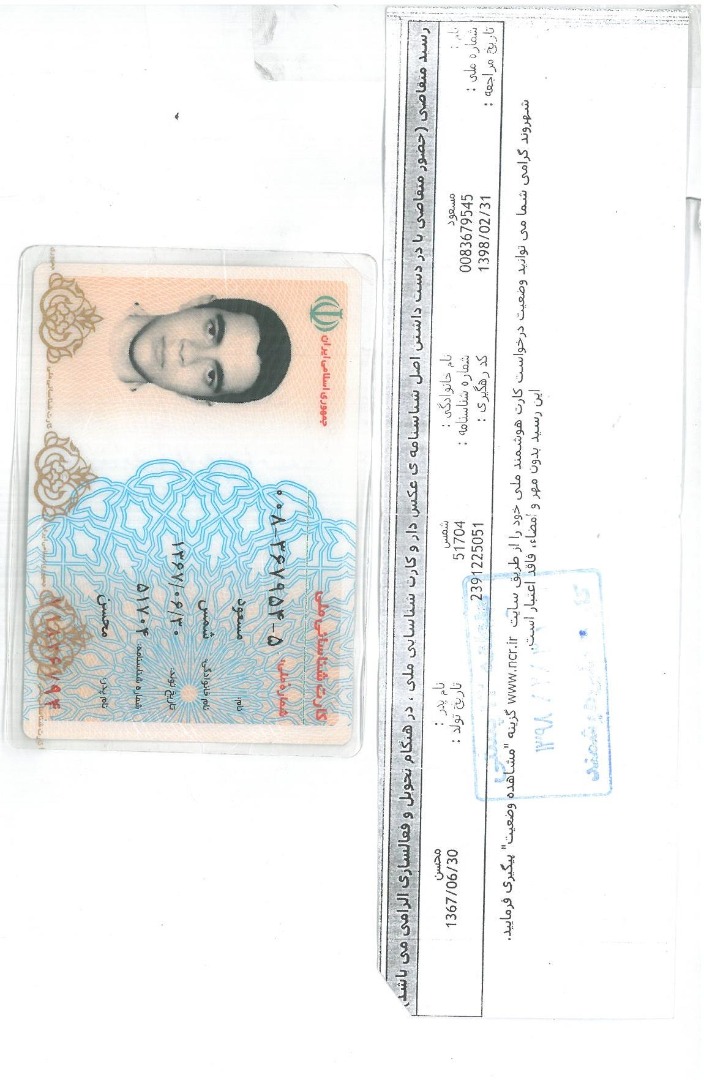 جمهوری اسلامی ایران
کارت شناسائی ملی
شماره ملی:
۰۰۸-۳۶۷۹۵۴-۵
نام: مسعود
نام خانوادگی: شمس
تاریخ تولد: ۱۳۶۷/۰۶/۳۰
شماره شناسنامه: ۵۱۷۰۴
نام پدر: محسن
رسید متقاضی (حضور متقاضی با در دست داشتن اصل شناسنامه ی عکس دار و کارت شناسایی ملی ، در هنگام تحویل و فعالسازی الزامی می باشد)
نام : مسعود نام خانوادگی : شمس نام پدر : محسن
شماره ملی : 0083679545 شماره شناسنامه : 51704 تاریخ تولد : 1367/06/30
تاریخ مراجعه : 1398/02/31 کد رهگیری : 2391225051
شهروند گرامی شما می توانید وضعیت درخواست کارت هوشمند ملی خود را از طریق سایت www.ncr.ir گزینه "مشاهده وضعیت" پیگیری فرمایید.
این رسید بدون مهر و امضاء، فاقد اعتبار است.